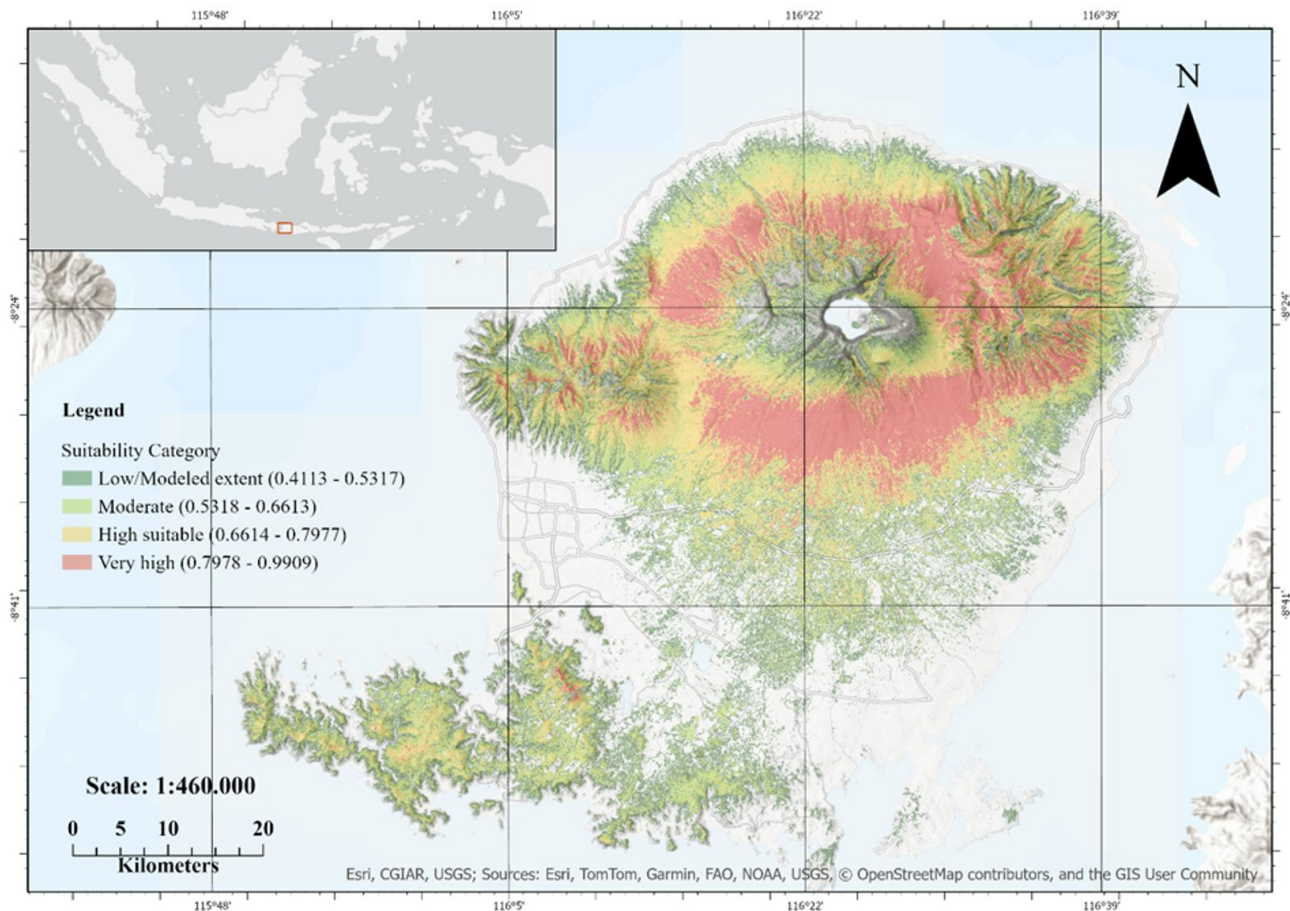 115°48' 116°5' 116°22' 116°39'
N
-8°24' -8°24'
Legend
Suitability Category
Low/Modeled extent (0.4113 - 0.5317)
Moderate (0.5318 - 0.6613)
High suitable (0.6614 - 0.7977)
Very high (0.7978 - 0.9909)
-8°41' -8°41'
Scale: 1:460.000
0 5 10 20
Kilometers
Esri, CGIAR, USGS; Sources: Esri, TomTom, Garmin, FAO, NOAA, USGS, © OpenStreetMap contributors, and the GIS User Community
115°48' 116°5' 116°22' 116°39'